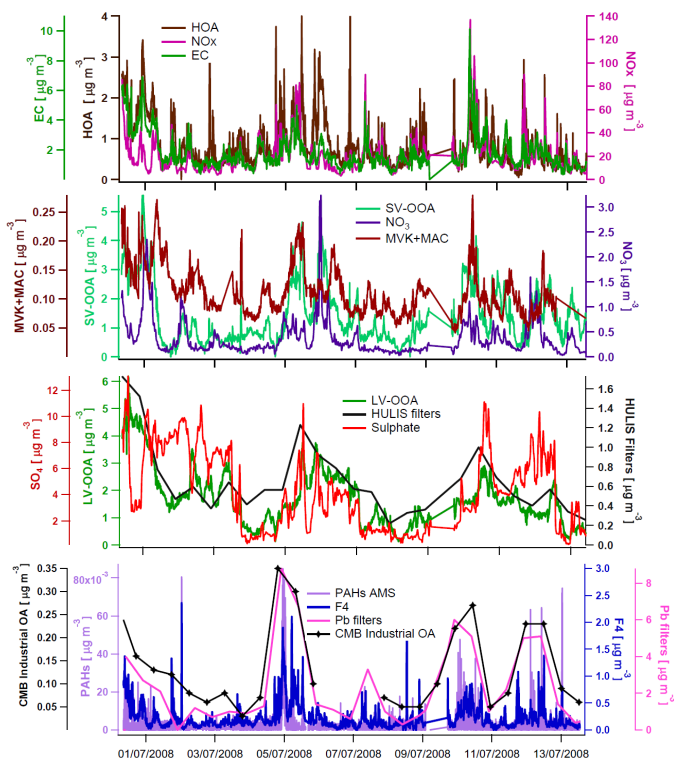 HOA
NOx
EC
EC [ µg m⁻³ ]
10
8
6
4
2
HOA [ µg m⁻³ ]
4
3
2
1
0
140
120
100
80
60
40
20
0
NOx [ µg m⁻³ ]
SV-OOA
NO₃
MVK+MAC
MVK+MAC [ µg m⁻³ ]
0.25
0.20
0.15
0.10
0.05
SV-OOA [ µg m⁻³ ]
5
4
3
2
1
0
3.0
2.5
2.0
1.5
1.0
0.5
0.0
NO₃ [ µg m⁻³ ]
LV-OOA
HULIS filters
Sulphate
SO₄ [ µg m⁻³ ]
12
10
8
6
4
2
LV-OOA [ µg m⁻³ ]
6
5
4
3
2
1
0
1.6
1.4
1.2
1.0
0.8
0.6
0.4
0.2
0.0
HULIS Filters [ µg m⁻³ ]
PAHs AMS
F4
Pb filters
CMB Industrial OA
CMB Industrial OA [ µg m⁻³ ]
0.35
0.30
0.25
0.20
0.15
0.10
0.05
PAHs [ µg m⁻³ ]
80x10⁻³
60
40
20
0
3.0
2.5
2.0
1.5
1.0
0.5
0.0
F4 [ µg m⁻³ ]
8
6
4
2
0
Pb filters [ µg m⁻³ ]
01/07/2008 03/07/2008 05/07/2008 07/07/2008 09/07/2008 11/07/2008 13/07/2008